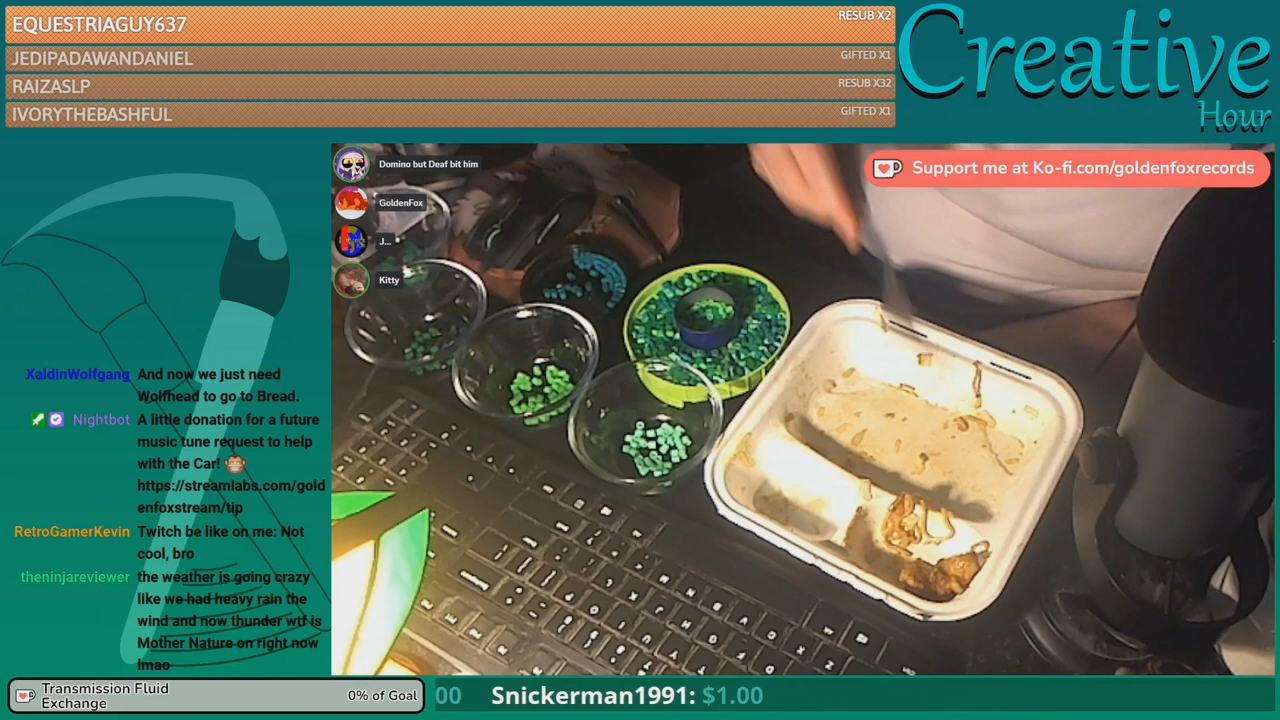 EQUESTRIAGUY637 RESUB X2
JEDIPADAWANDANIEL GIFTED X1
RAIZASLP RESUB X32
IVORYTHEBASHFUL GIFTED X1
Creative
Hour
Domino but Deaf bit him
GoldenFox
J...
Kitty
Support me at Ko-fi.com/goldenfoxrecords
XaldinWolfgang And now we just need
Wolfhead to go to Bread.
Nightbot A little donation for a future
music tune request to help
with the Car!
https://streamlabs.com/gold
enfoxstream/tip
RetroGamerKevin Twitch be like on me: Not
cool, bro
theninjareviewer the weather is going crazy
like we had heavy rain the
wind and now thunder wtf is
Mother Nature on right now
lmao
Transmission Fluid
Exchange
0% of Goal
00 Snickerman1991: $1.00